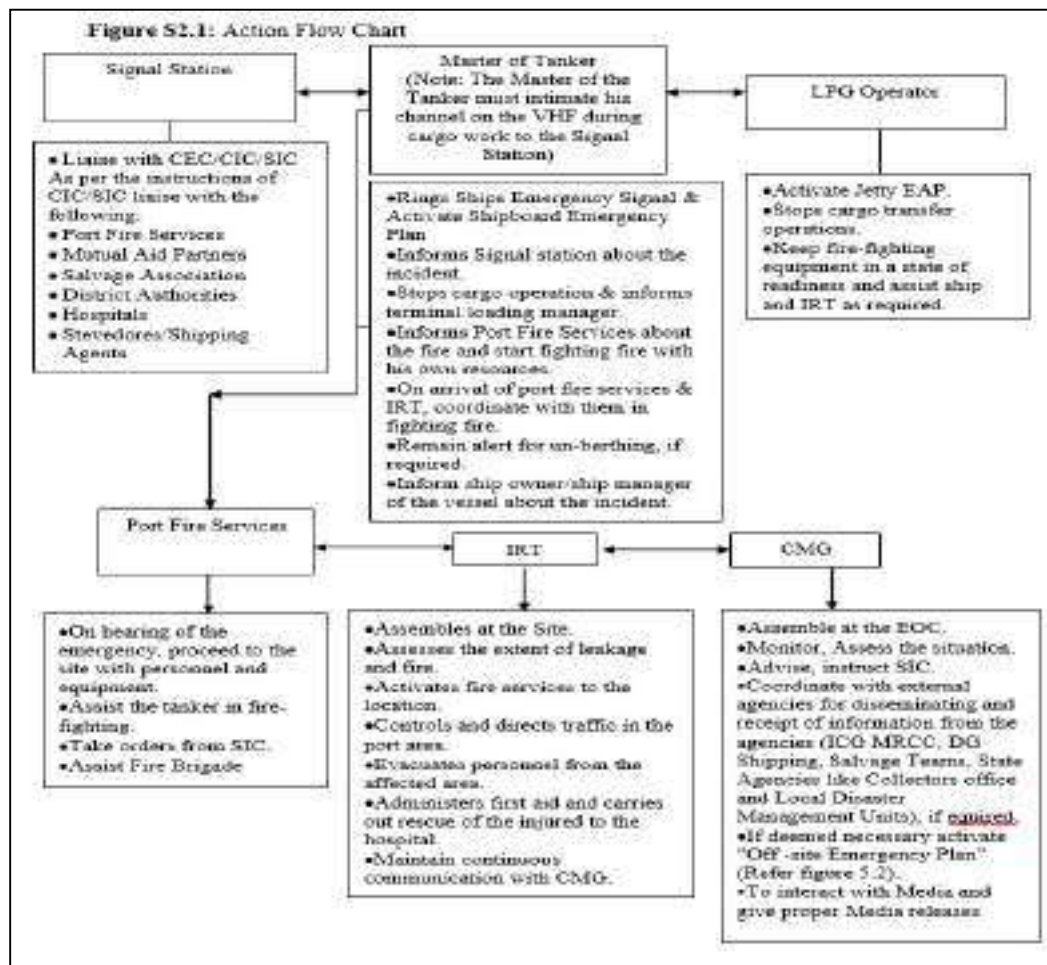 Figure S2.1: Action Flow Chart
Signal Station
Master of Tanker
(Note: The Master of the
Tanker must intimate his
channel on the VHF during
cargo work to the Signal
Station)
LPG Operator
●Liaise with CEC/CIC/SIC
As per the instructions of
CIC/SIC liaise with the
following.
●Port Fire Services
●Mutual Aid Partners
●Salvage Association
●District Authorities
●Hospitals
●Stevedores/Shipping
Agents
●Rings Ships Emergency Signal &
Activate Shipboard Emergency
Plan
●Informs Signal station about the
incident.
●Stops cargo operation & informs
terminal loading manager.
●Informs Port Fire Services about
the fire and start fighting fire with
his own resources.
●On arrival of port fire services &
IRT, coordinate with them in
fighting fire.
●Remain alert for un-berthing, if
required.
●Inform ship owner/ship manager
of the vessel about the incident.
●Activate Jetty EAP.
●Stops cargo transfer
operations.
●Keep fire-fighting
equipment in a state of
readiness and assist ship
and IRT as required.
Port Fire Services
IRT
CMG
●On hearing of the
emergency, proceed to the
site with personnel and
equipment.
●Assist the tanker in fire-
fighting.
●Take orders from SIC.
●Assist Fire Brigade
●Assembles at the Site.
●Assesses the extent of leakage
and fire.
●Activates fire services to the
location.
●Controls and directs traffic in the
port area.
●Evacuates personnel from the
affected area.
●Administers first aid and carries
out rescue of the injured to the
hospital.
●Maintain continuous
communication with CMG.
●Assemble at the EOC.
●Monitor, Assess the situation.
●Advise, instruct SIC.
●Coordinate with external
agencies for disseminating and
receipt of information from the
agencies (ICG MRCC, DG
Shipping, Salvage Teams, State
Agencies like Collectors office
and Local Disaster
Management Units), if equired.
●If deemed necessary activate
"Off -site Emergency Plan".
(Refer figure 5.2).
●To interact with Media and
give proper Media releases